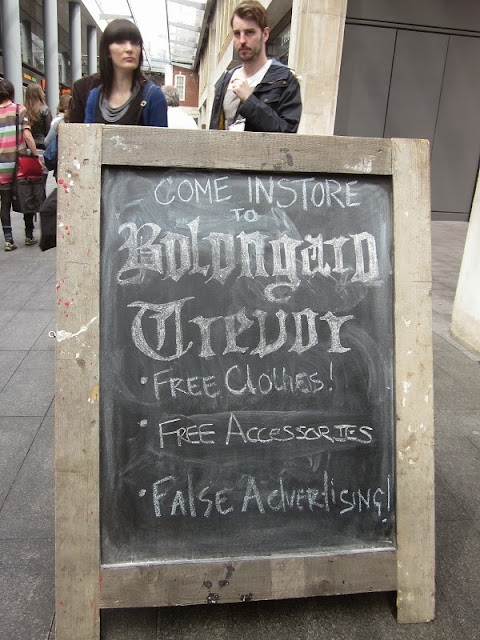 COME INSTORE
TO
Bolongaro
Trevor
• FREE Clothes!
• FREE ACCESSORIES
• FALSE ADVERTISING!